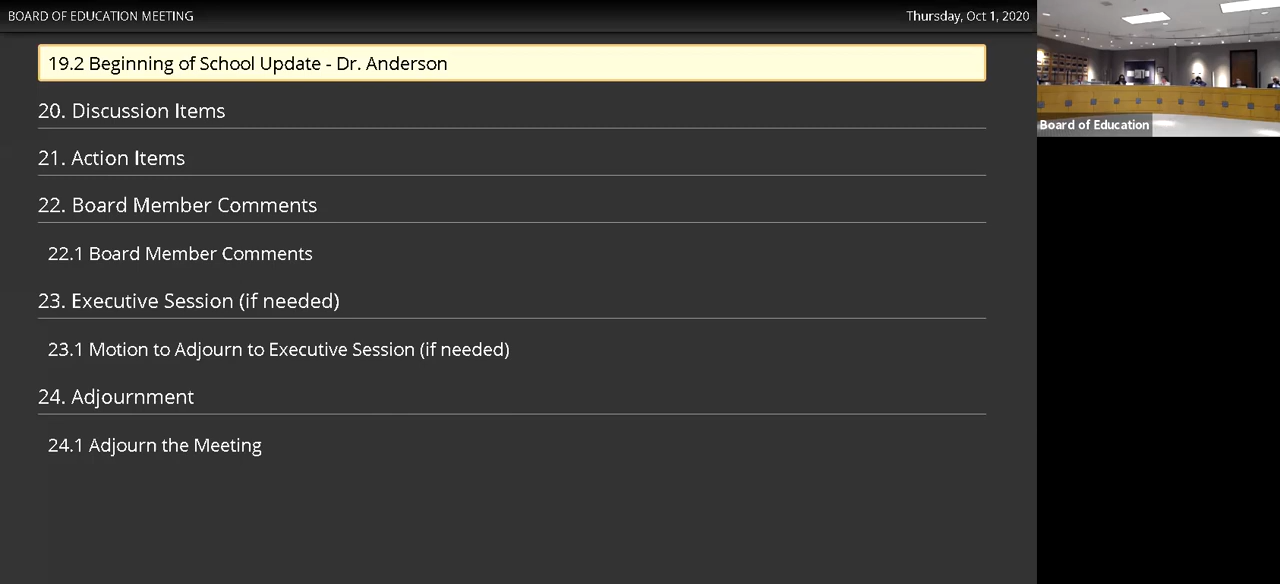 BOARD OF EDUCATION MEETING
Thursday, Oct 1, 2020
19.2 Beginning of School Update - Dr. Anderson
20. Discussion Items
21. Action Items
22. Board Member Comments
22.1 Board Member Comments
23. Executive Session (if needed)
23.1 Motion to Adjourn to Executive Session (if needed)
24. Adjournment
24.1 Adjourn the Meeting
Board of Education